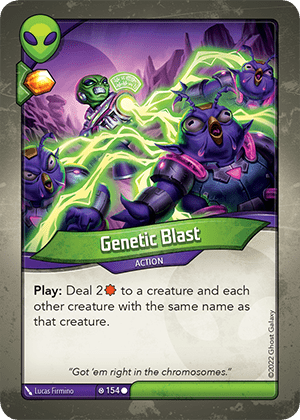 Genetic Blast
ACTION
Play: Deal 2 to a creature and each
other creature with the same name as
that creature.
"Got 'em right in the chromosomes."
©2022 Ghost Galaxy
Lucas Firmino
154